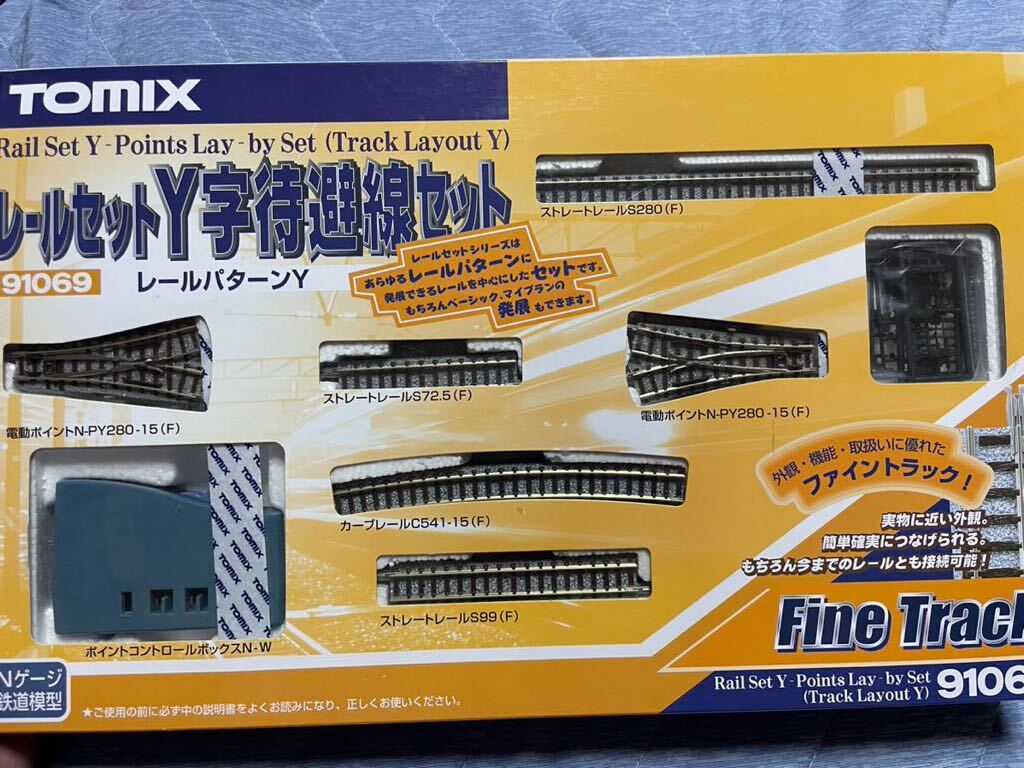 TOMIX
Rail Set Y-Points Lay-by Set (Track Layout Y)
レールセットY字待避線セット
91069
レールパターンY
レールセットシリーズは
あらゆるレールパターンに
発展できるレールを中心にしたセットです。
もちろんベーシック、マイプランの
発展もできます。
TOMIX
ストレートレールS280(F)
TOMIX
電動ポイントN-PY280-15(F)
ストレートレールS72.5(F)
TOMIX
電動ポイントN-PY280-15(F)
外観・機能・取扱いに優れた
ファイントラック!
カーブレールC541-15(F)
実物に近い外観。
簡単確実につなげられる。
もちろん今までのレールとも接続可能!
TOMIX
ストレートレールS99(F)
ポイントコントロールボックスN-W
Fine Track
Nゲージ
鉄道模型
★ご使用の前に必ず中の説明書をよくお読みになり、正しくお使いください。
Rail Set Y-Points Lay-by Set
(Track Layout Y)
9106